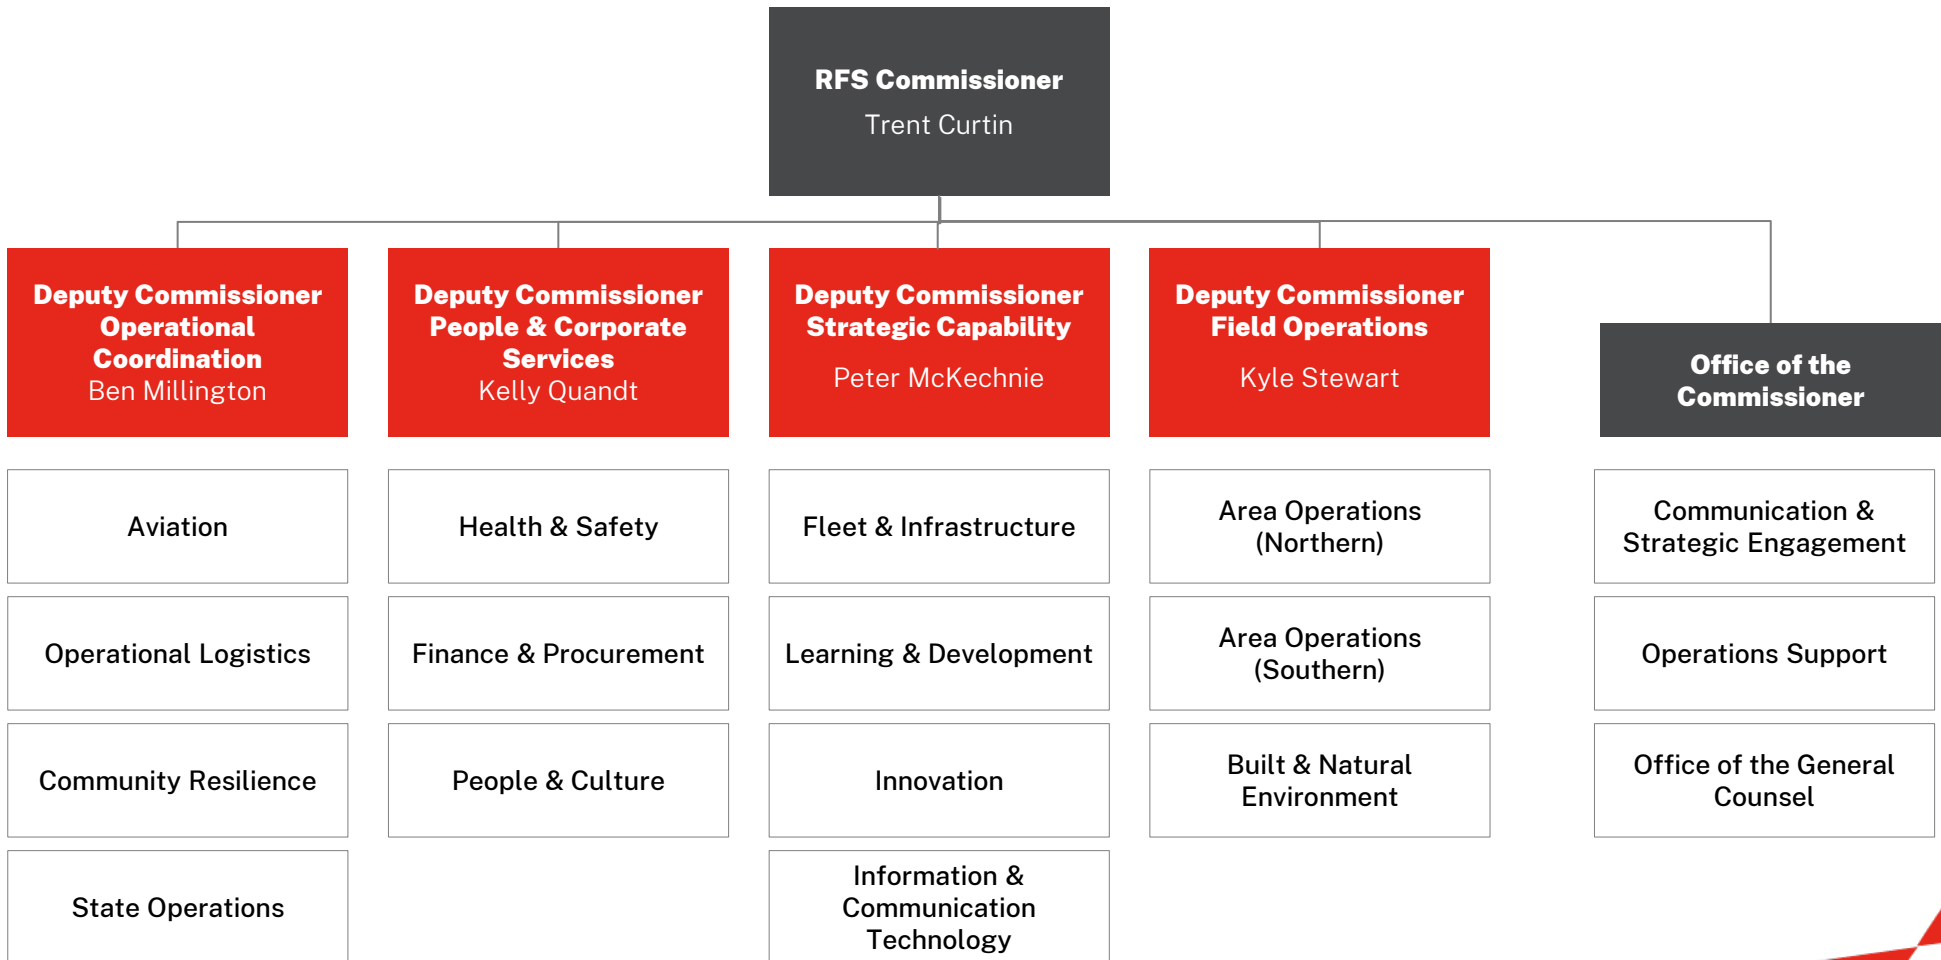 RFS Commissioner
Trent Curtin
Deputy Commissioner
Operational
Coordination
Ben Millington
Deputy Commissioner
People & Corporate
Services
Kelly Quandt
Deputy Commissioner
Strategic Capability
Peter McKechnie
Deputy Commissioner
Field Operations
Kyle Stewart
Office of the
Commissioner
Aviation
Operational Logistics
Community Resilience
State Operations
Health & Safety
Finance & Procurement
People & Culture
Fleet & Infrastructure
Learning & Development
Innovation
Information &
Communication
Technology
Area Operations
(Northern)
Area Operations
(Southern)
Built & Natural
Environment
Communication &
Strategic Engagement
Operations Support
Office of the General
Counsel